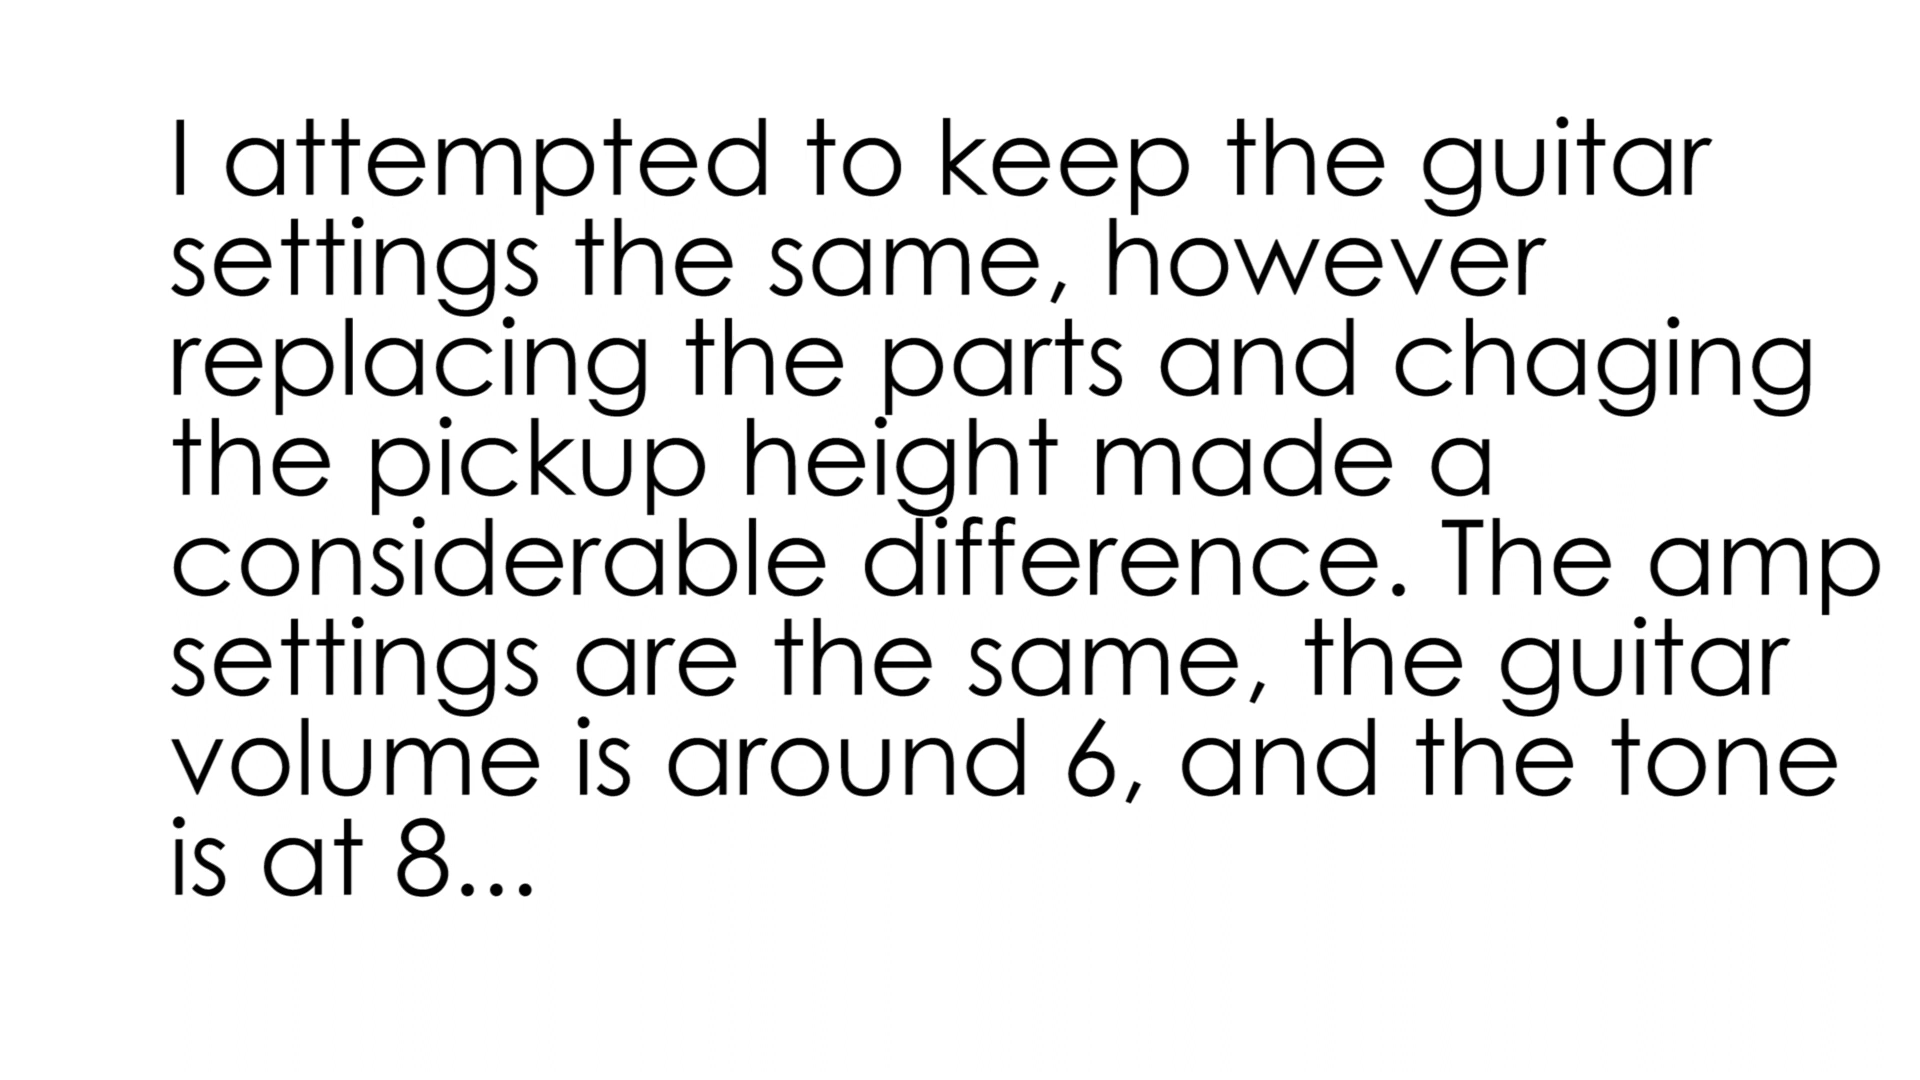 I attempted to keep the guitar
settings the same, however
replacing the parts and chaging
the pickup height made a
considerable difference. The amp
settings are the same, the guitar
volume is around 6, and the tone
is at 8...